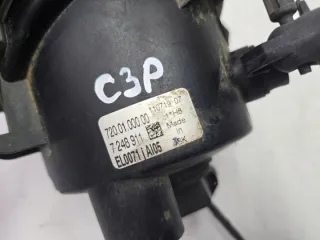 C3P
720.01.000.00
7 248 911
EL0071 | AI05
Made
in